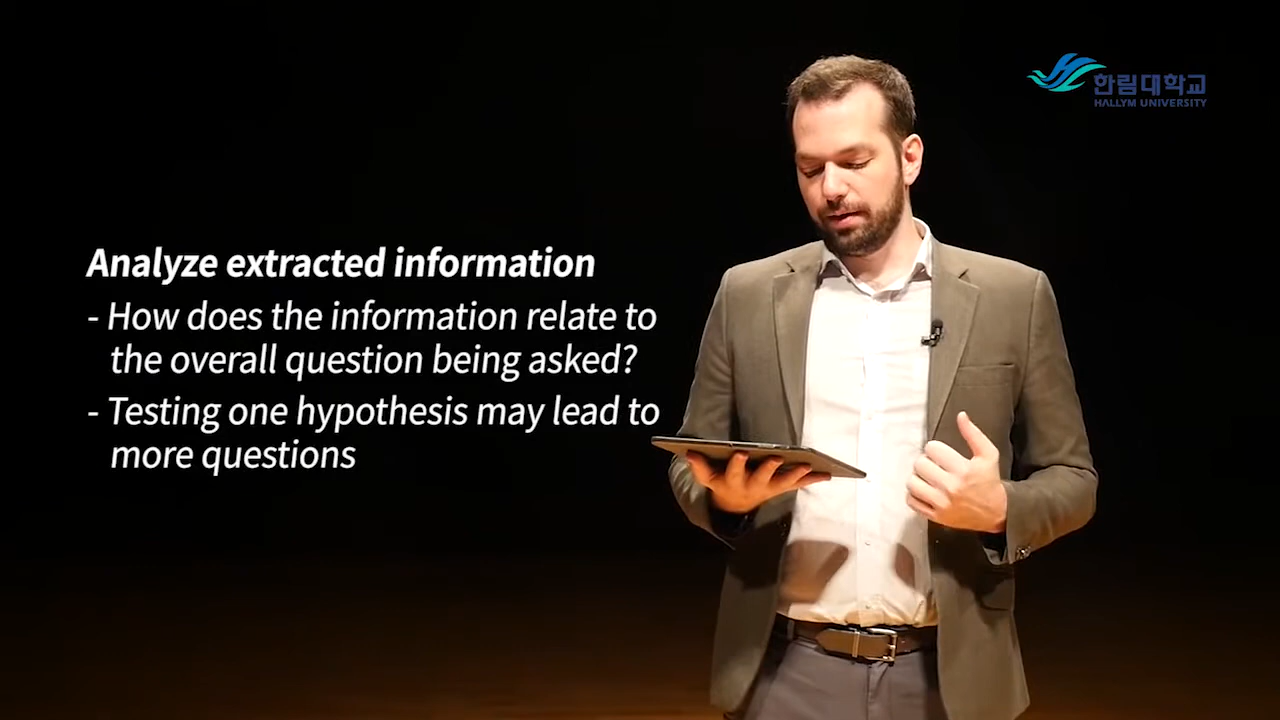 한림대학교
HALLYM UNIVERSITY
Analyze extracted information
- How does the information relate to
the overall question being asked?
- Testing one hypothesis may lead to
more questions